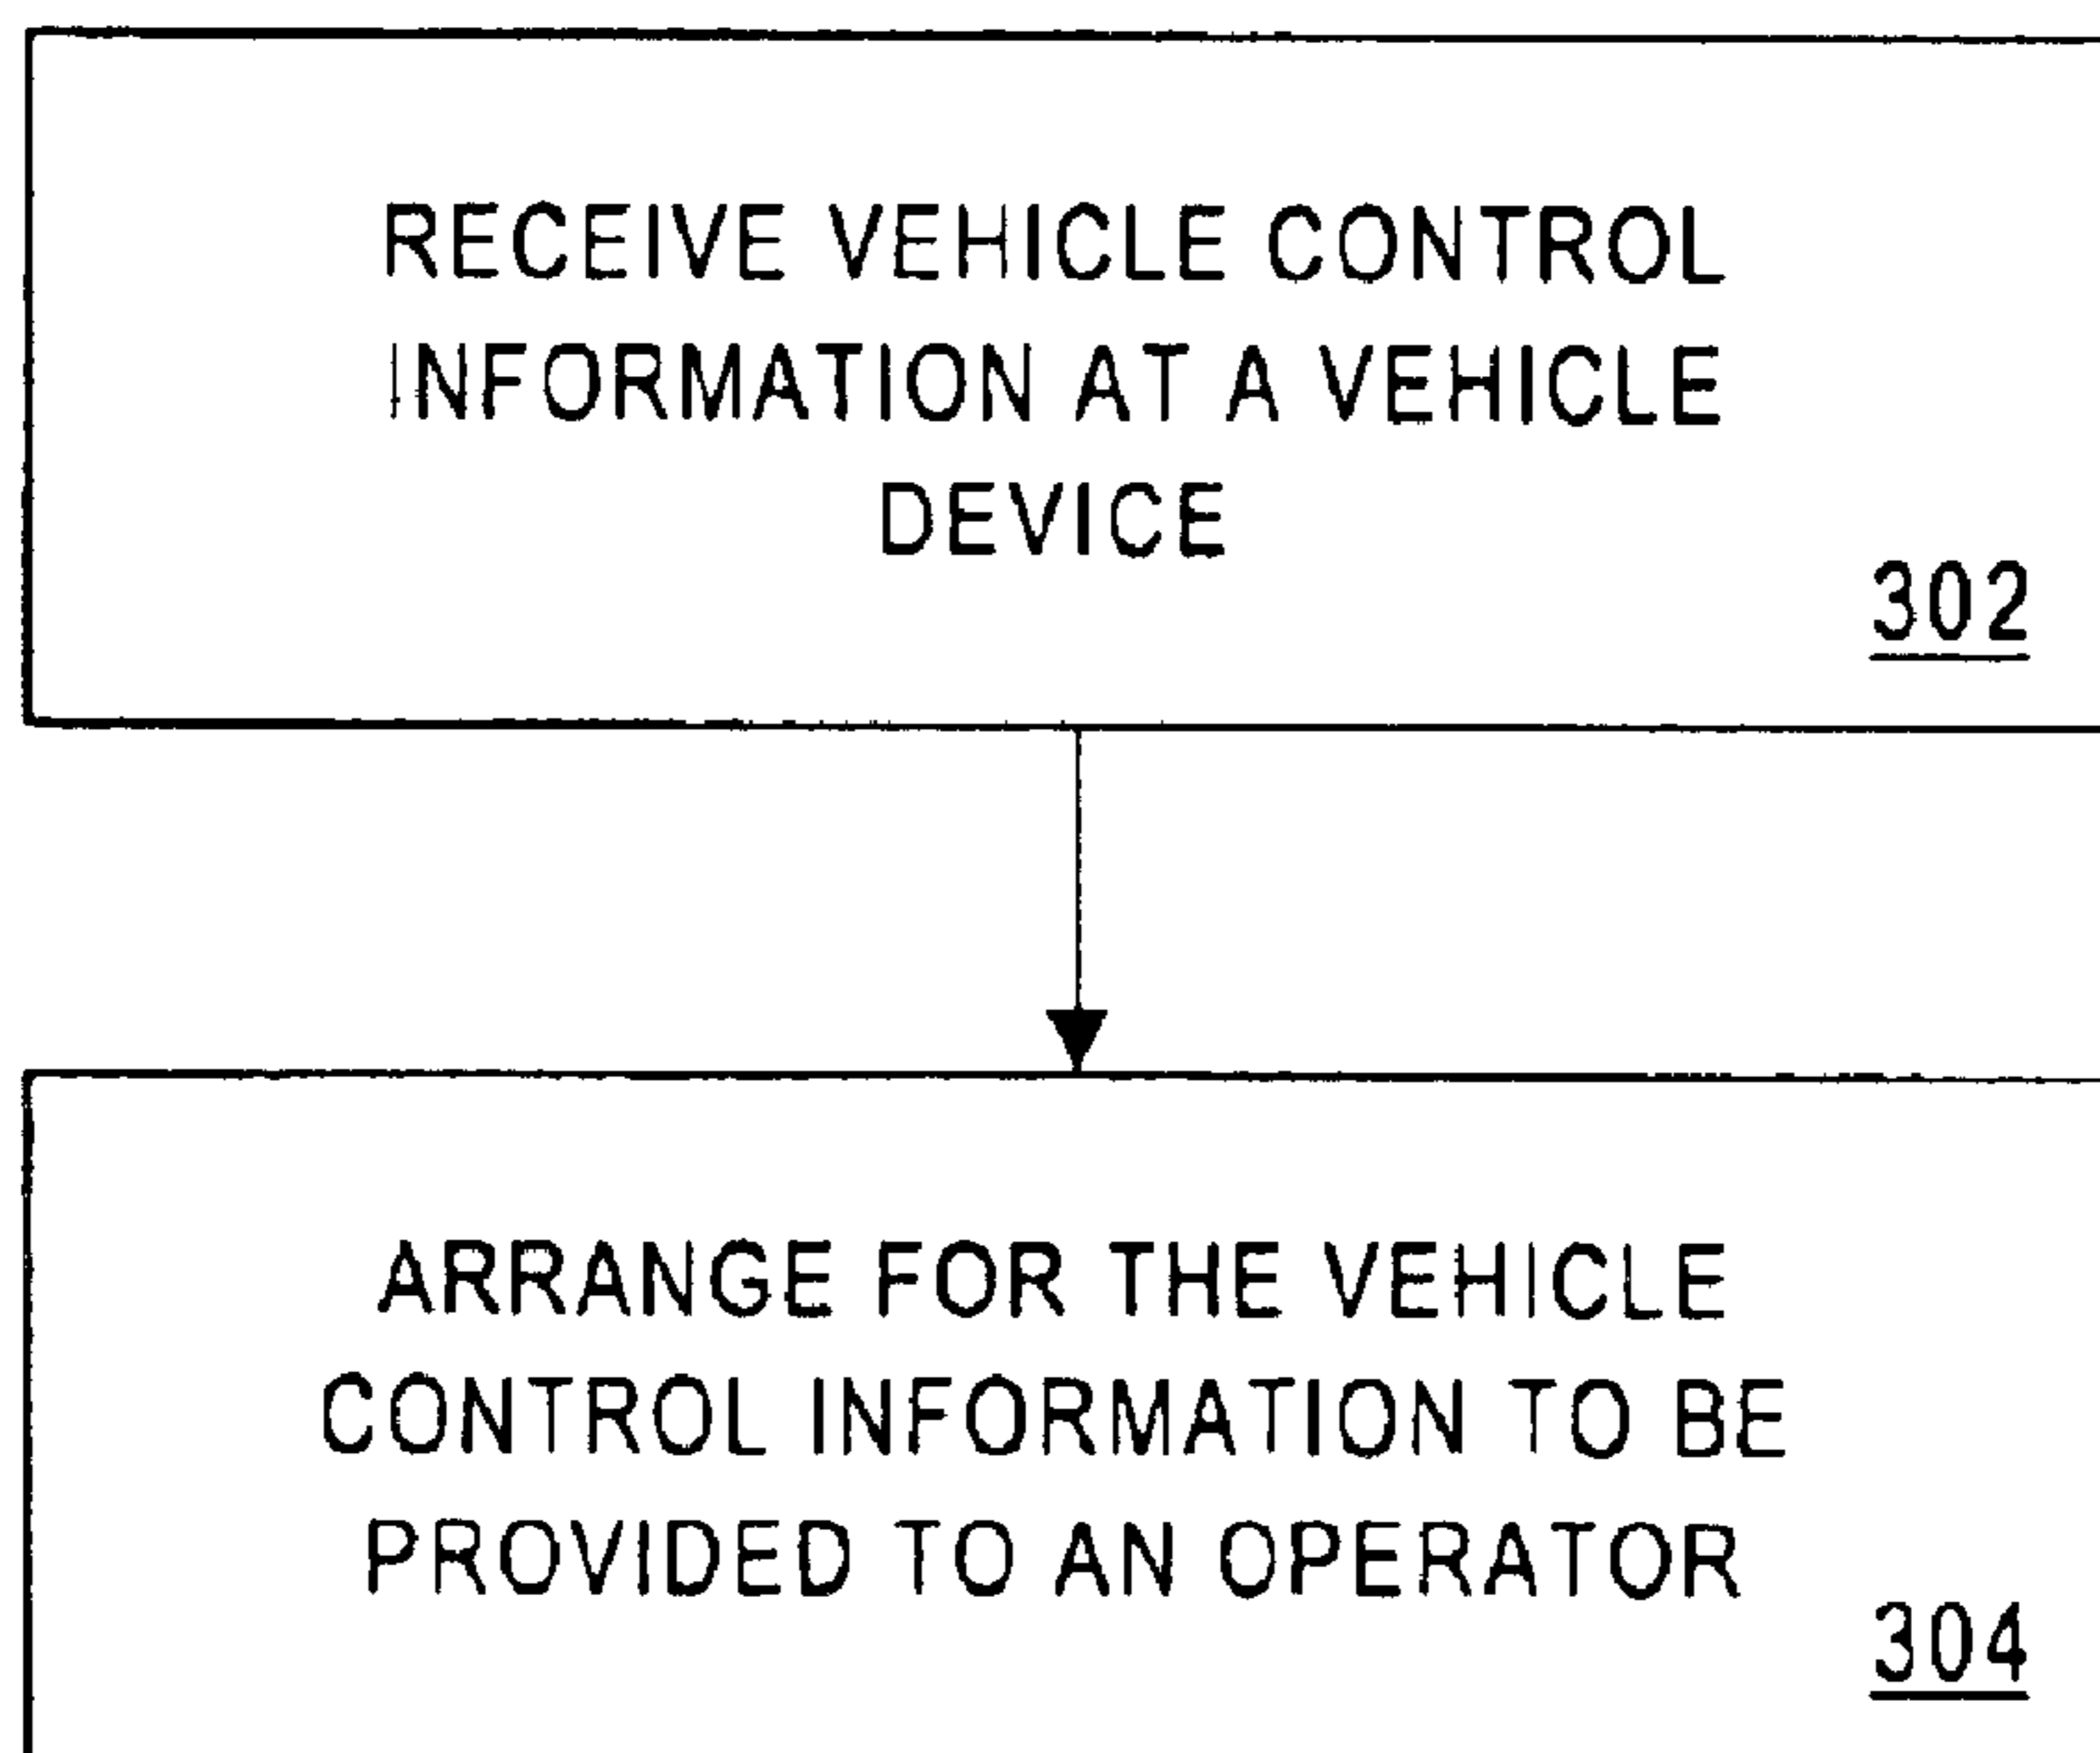 RECEIVE VEHICLE CONTROL
INFORMATION AT A VEHICLE
DEVICE
302
ARRANGE FOR THE VEHICLE
CONTROL INFORMATION TO BE
PROVIDED TO AN OPERATOR
304